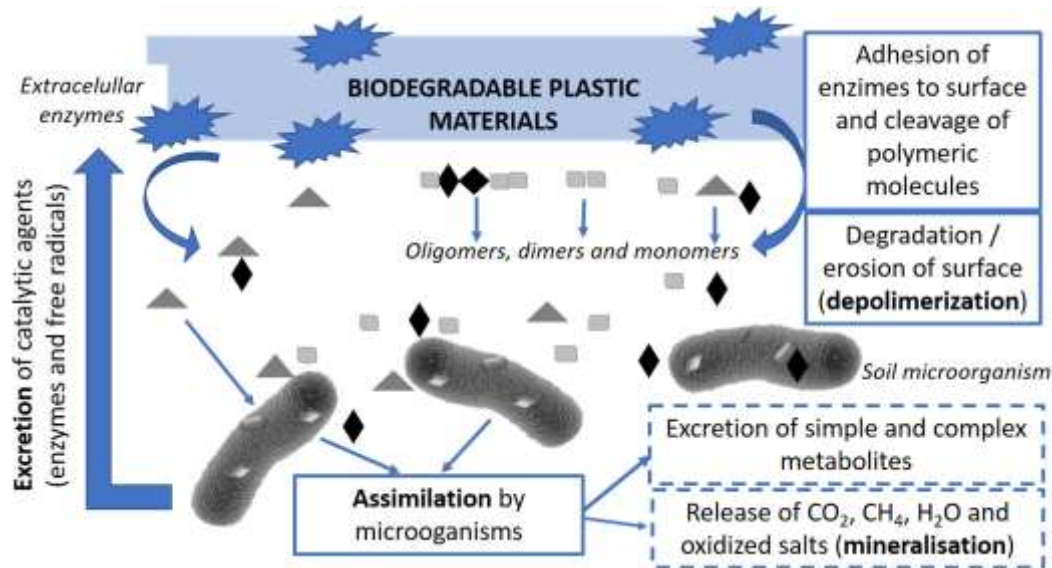 Extracelullar
enzymes
BIODEGRADABLE PLASTIC
MATERIALS
Adhesion of
enzimes to surface
and cleavage of
polymeric
molecules
Excretion of catalytic agents
(enzymes and free radicals)
Oligomers, dimers and monomers
Degradation /
erosion of surface
(depolimerization)
Soil microorganism
Assimilation by
microoganisms
Excretion of simple and complex
metabolites
Release of CO₂, CH₄, H₂O and
oxidized salts (mineralisation)